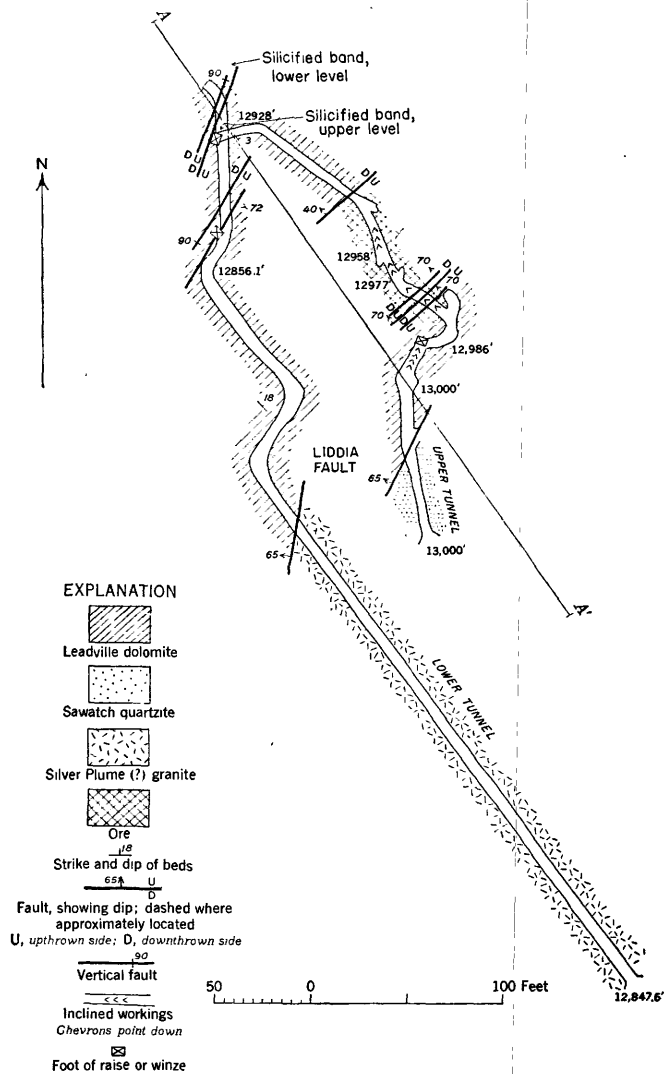 A
90
Silicified band,
lower level
12928'
Silicified band,
upper level
3
D U
D U
D U
N
72
90
12856.1'
D U
40
12958'
12977'
70
D U
70
D U
D U
70
12,986'
13,000'
18
LIDDIA
FAULT
65
UPPER TUNNEL
13,000'
65
A'
LOWER TUNNEL
EXPLANATION
Leadville dolomite
Sawatch quartzite
Silver Plume (?) granite
Ore
18
Strike and dip of beds
65 U
D
Fault, showing dip; dashed where
approximately located
U, upthrown side; D, downthrown side
90
Vertical fault
Inclined workings
Chevrons point down
Foot of raise or winze
50 0 100 Feet
12,847.6'